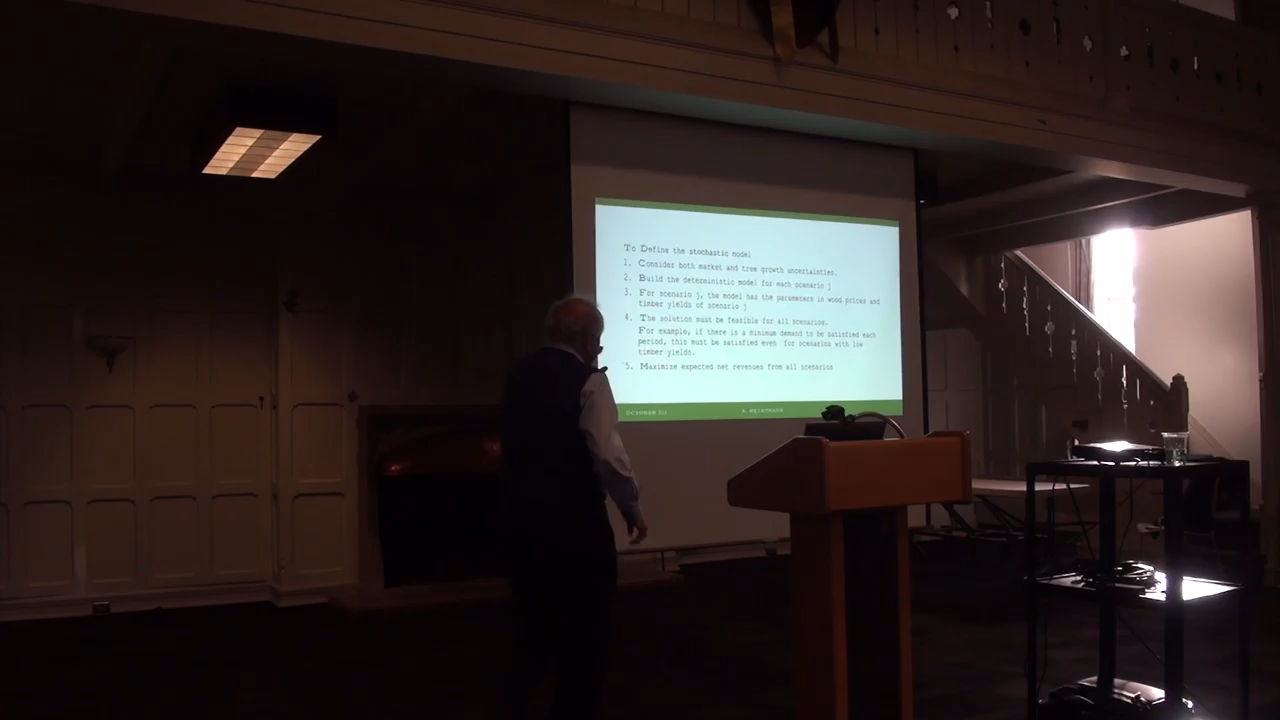 To Define the stochastic model
1. Consider both market and tree growth uncertainties.
2. Build the deterministic model for each scenario j
3. For scenario j, the model has the parameters in wood prices and
timber yields of scenario j
4. The solution must be feasible for all scenarios.
For example, if there is a minimum demand to be satisfied each
period, this must be satisfied even for scenarios with low
timber yields.
5. Maximize expected net revenues from all scenarios
OCTOBER
A. WEINTRAUB